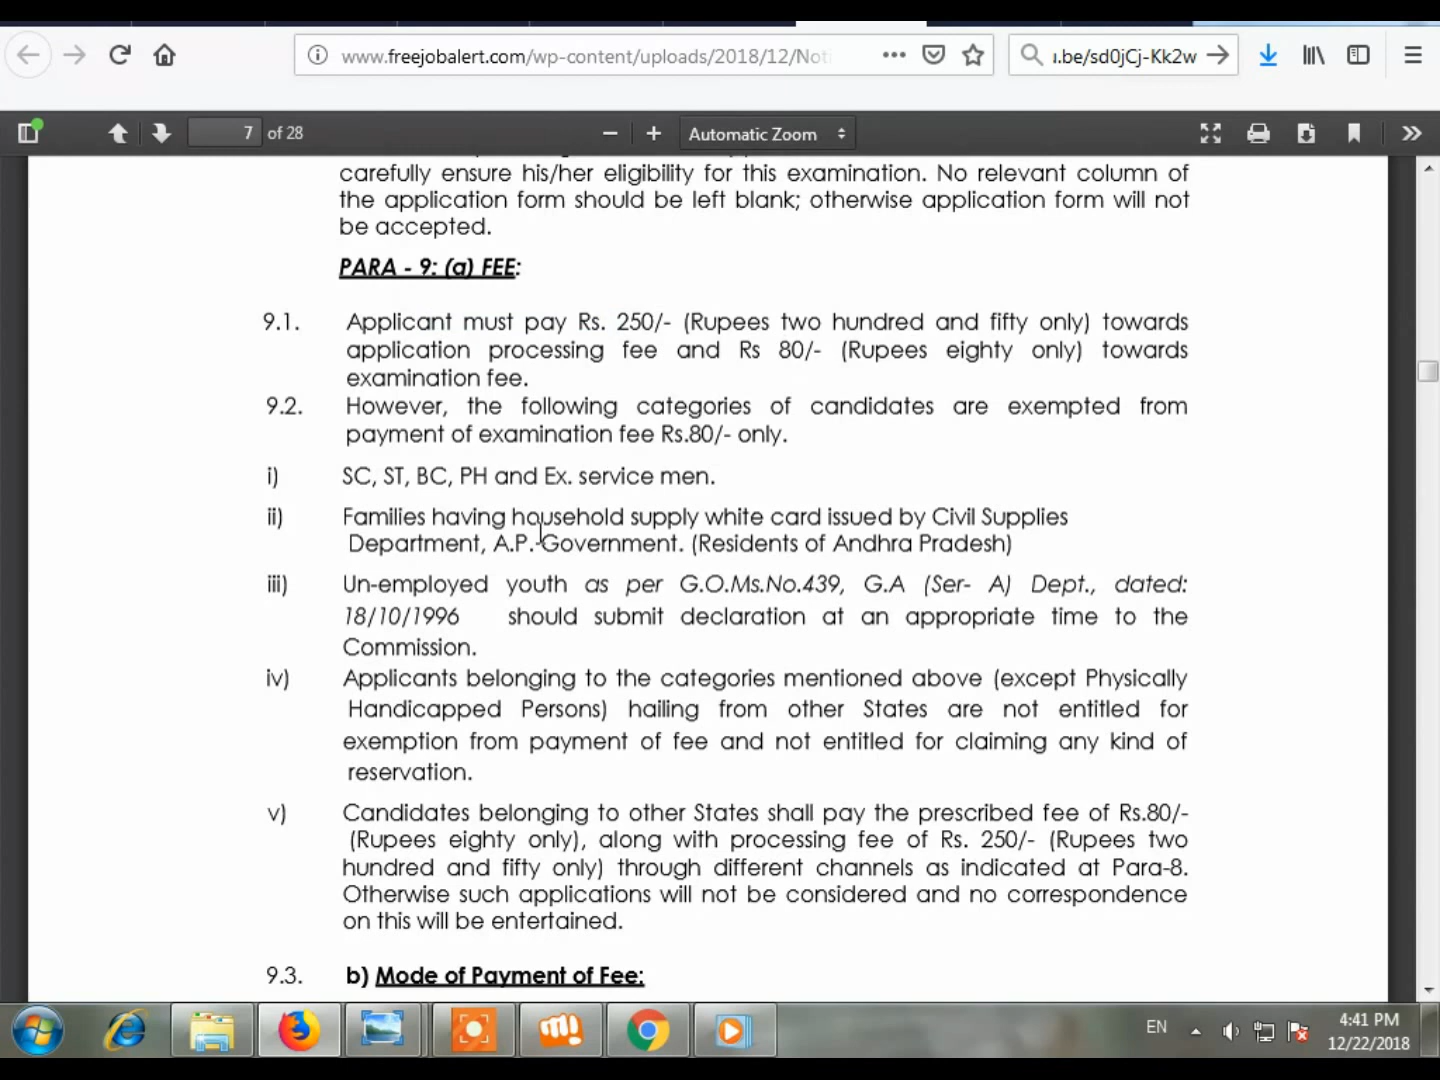 www.freejobalert.com/wp-content/uploads/2018/12/Not
ı.be/sd0jCj-Kk2w
7 of 28
Automatic Zoom
carefully ensure his/her eligibility for this examination. No relevant column of
the application form should be left blank; otherwise application form will not
be accepted.
PARA - 9: (a) FEE:
9.1. Applicant must pay Rs. 250/- (Rupees two hundred and fifty only) towards
application processing fee and Rs 80/- (Rupees eighty only) towards
examination fee.
9.2. However, the following categories of candidates are exempted from
payment of examination fee Rs.80/- only.
i) SC, ST, BC, PH and Ex. service men.
ii) Families having household supply white card issued by Civil Supplies
Department, A.P. Government. (Residents of Andhra Pradesh)
iii) Un-employed youth as per G.O.Ms.No.439, G.A (Ser- A) Dept., dated:
18/10/1996 should submit declaration at an appropriate time to the
Commission.
iv) Applicants belonging to the categories mentioned above (except Physically
Handicapped Persons) hailing from other States are not entitled for
exemption from payment of fee and not entitled for claiming any kind of
reservation.
v) Candidates belonging to other States shall pay the prescribed fee of Rs.80/-
(Rupees eighty only), along with processing fee of Rs. 250/- (Rupees two
hundred and fifty only) through different channels as indicated at Para-8.
Otherwise such applications will not be considered and no correspondence
on this will be entertained.
9.3. b) Mode of Payment of Fee:
EN
4:41 PM
12/22/2018